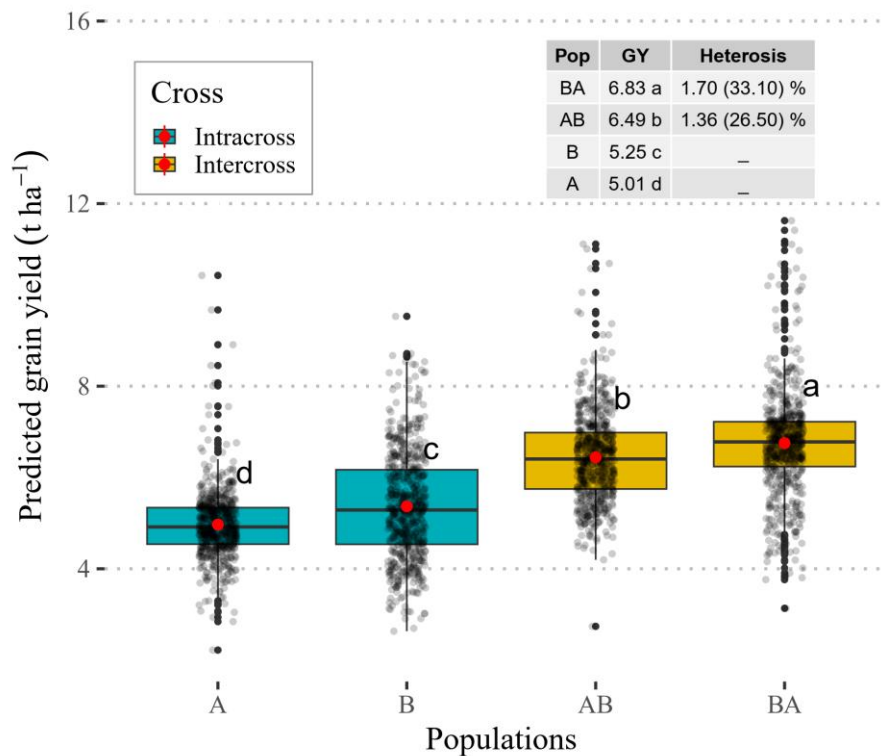 16
Pop GY Heterosis
BA 6.83 a 1.70 (33.10) %
AB 6.49 b 1.36 (26.50) %
B 5.25 c _
A 5.01 d _
Cross
Intracross
Intercross
12
8
4
Predicted grain yield (t ha⁻¹)
d
c
b
a
A B AB BA
Populations